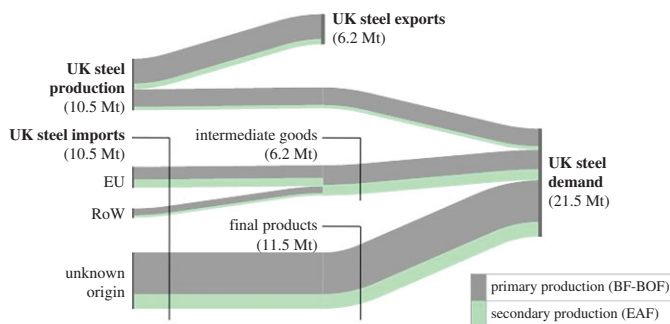 UK steel exports
(6.2 Mt)
UK steel
production
(10.5 Mt)
UK steel imports
(10.5 Mt)
intermediate goods
(6.2 Mt)
EU
UK steel
demand
(21.5 Mt)
RoW
final products
(11.5 Mt)
unknown
origin
primary production (BF-BOF)
secondary production (EAF)